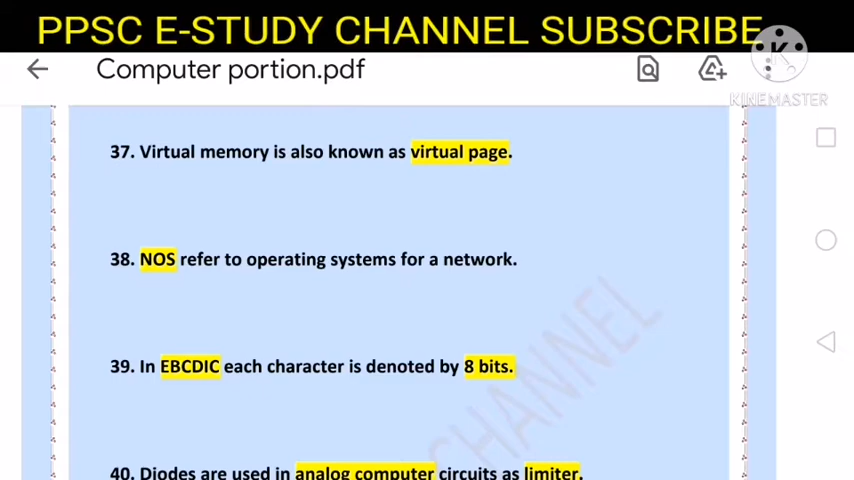 PPSC E-STUDY CHANNEL SUBSCRIBE
Computer portion.pdf
KINEMASTER
37. Virtual memory is also known as virtual page.
38. NOS refer to operating systems for a network.
39. In EBCDIC each character is denoted by 8 bits.
CHANNEL
40. Diodes are used in analog computer circuits as limiter.